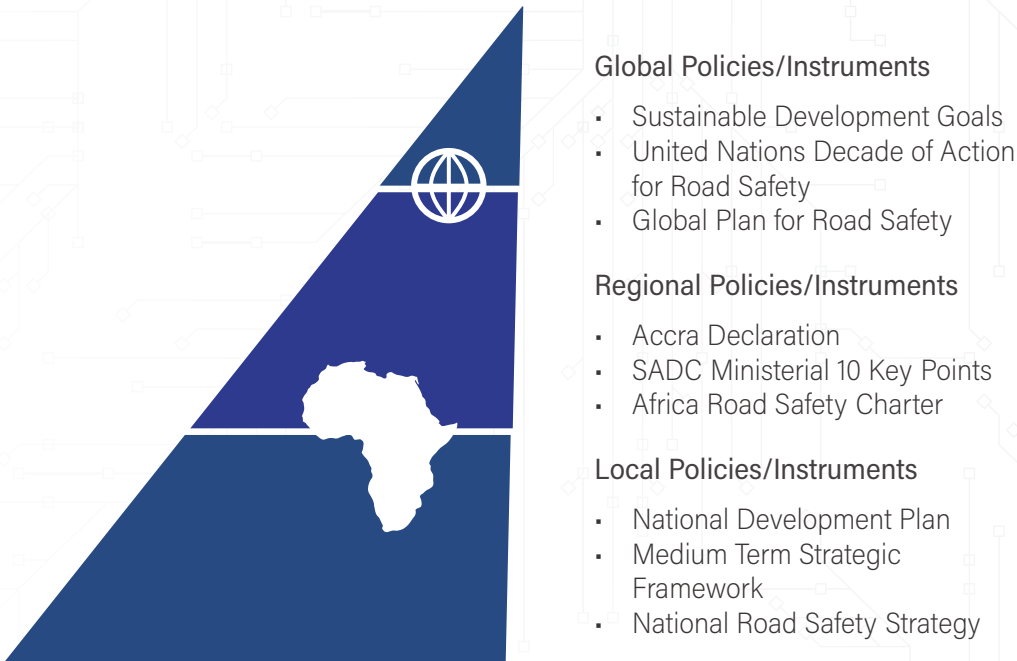 Global Policies/Instruments
▪ Sustainable Development Goals
▪ United Nations Decade of Action
for Road Safety
▪ Global Plan for Road Safety
Regional Policies/Instruments
▪ Accra Declaration
▪ SADC Ministerial 10 Key Points
▪ Africa Road Safety Charter
Local Policies/Instruments
▪ National Development Plan
▪ Medium Term Strategic
Framework
▪ National Road Safety Strategy